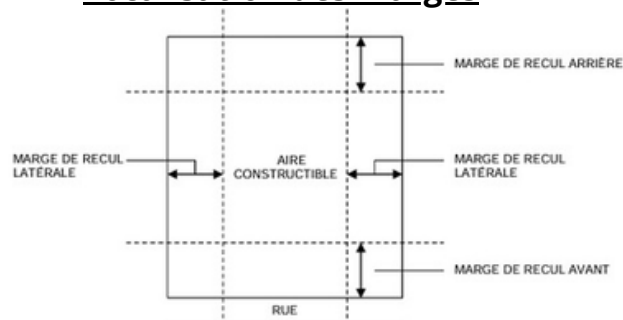 MARGE DE RECUL ARRIÈRE
MARGE DE RECUL
LATÉRALE
AIRE
CONSTRUCTIBLE
MARGE DE RECUL
LATÉRALE
MARGE DE RECUL AVANT
RUE